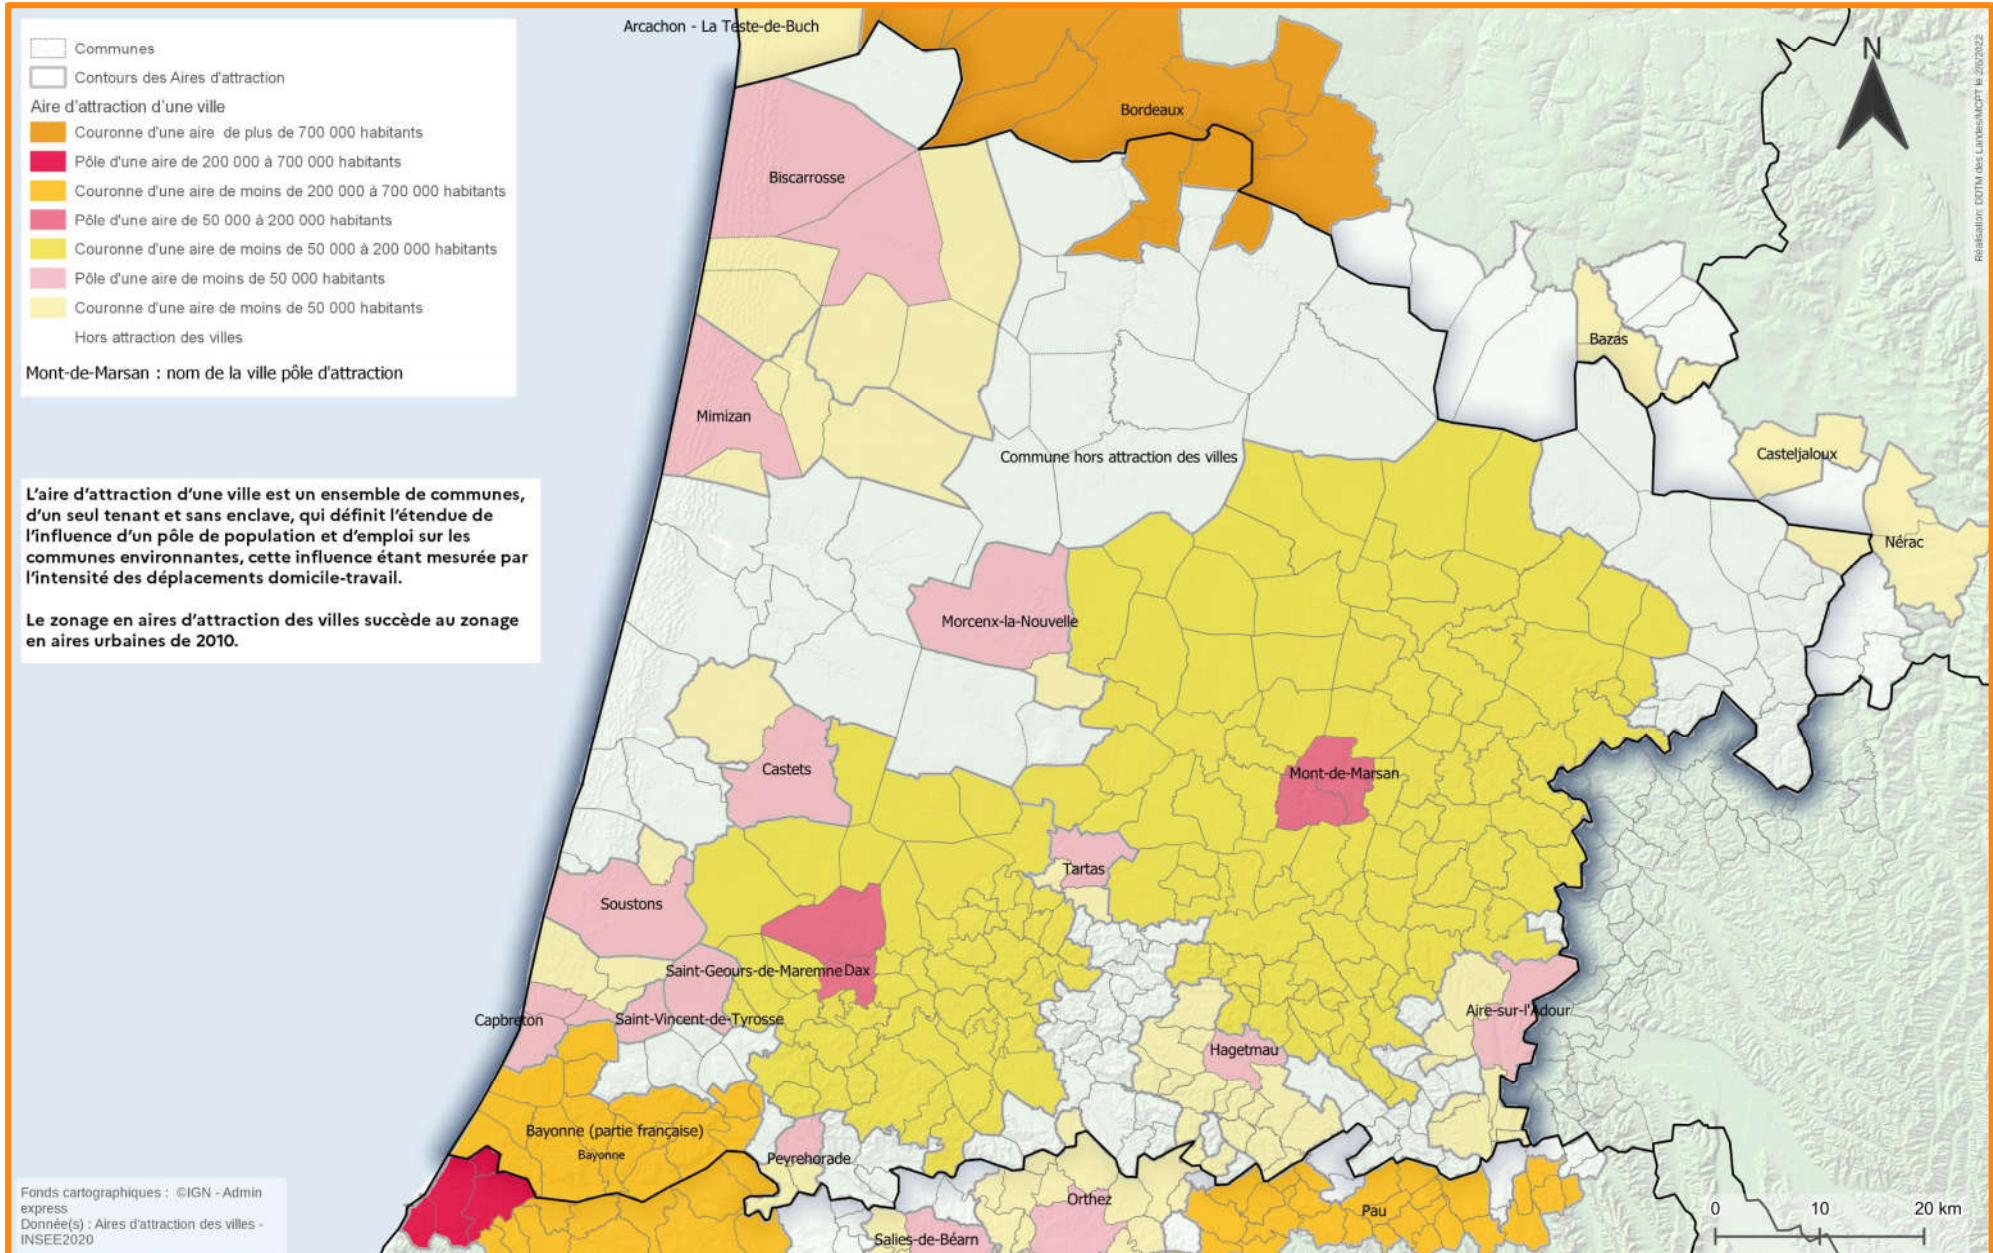 Communes
Contours des Aires d'attraction
Aire d'attraction d'une ville
Couronne d'une aire  de plus de 700 000 habitants
Pôle d'une aire de 200 000 à 700 000 habitants
Couronne d'une aire de moins de 200 000 à 700 000 habitants
Pôle d'une aire de 50 000 à 200 000 habitants
Couronne d'une aire de moins de 50 000 à 200 000 habitants
Pôle d'une aire de moins de 50 000 habitants
Couronne d'une aire de moins de 50 000 habitants
Hors attraction des villes
Mont-de-Marsan : nom de la ville pôle d'attraction
L'aire d'attraction d'une ville est un ensemble de communes,
d'un seul tenant et sans enclave, qui définit l'étendue de
l'influence d'un pôle de population et d'emploi sur les
communes environnantes, cette influence étant mesurée par
l'intensité des déplacements domicile-travail.
Le zonage en aires d'attraction des villes succède au zonage
en aires urbaines de 2010.
Arcachon - La Teste-de-Buch
Bordeaux
N
Réalisation: DDTM des Landes/MCPT le 2/6/2022
Biscarrosse
Bazas
Mimizan
Commune hors attraction des villes
Casteljaloux
Nérac
Morcenx-la-Nouvelle
Castets
Mont-de-Marsan
Tartas
Soustons
Saint-Geours-de-Maremne
Dax
Capbreton
Saint-Vincent-de-Tyrosse
Aire-sur-l'Adour
Hagetmau
Bayonne (partie française)
Bayonne
Peyrehorade
Orthez
Pau
Salies-de-Béarn
0 10 20 km
Fonds cartographiques : ©IGN - Admin
express
Donnée(s) : Aires d'attraction des villes -
INSEE2020